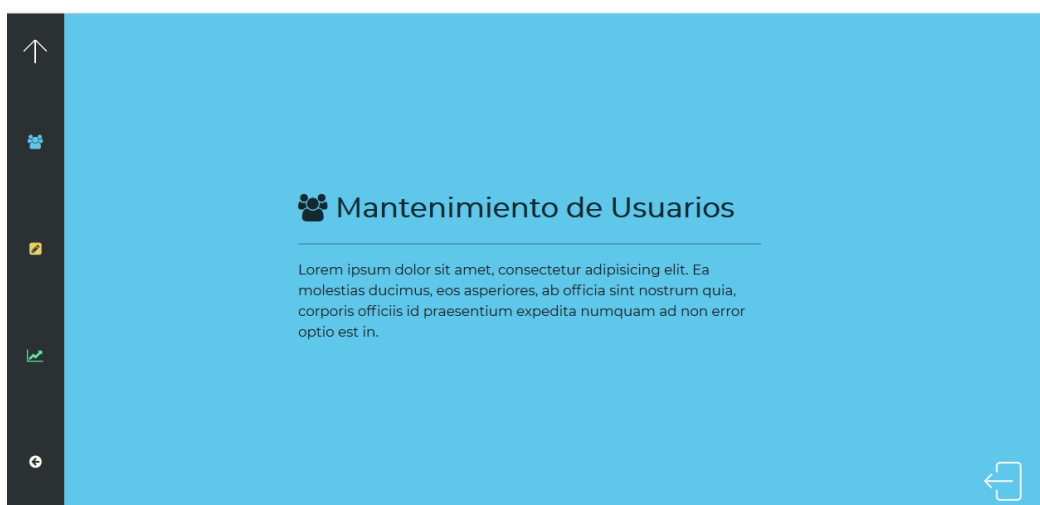 Mantenimiento de Usuarios
Lorem ipsum dolor sit amet, consectetur adipisicing elit. Ea
molestias ducimus, eos asperiores, ab officia sint nostrum quia,
corporis officiis id praesentium expedita numquam ad non error
optio est in.